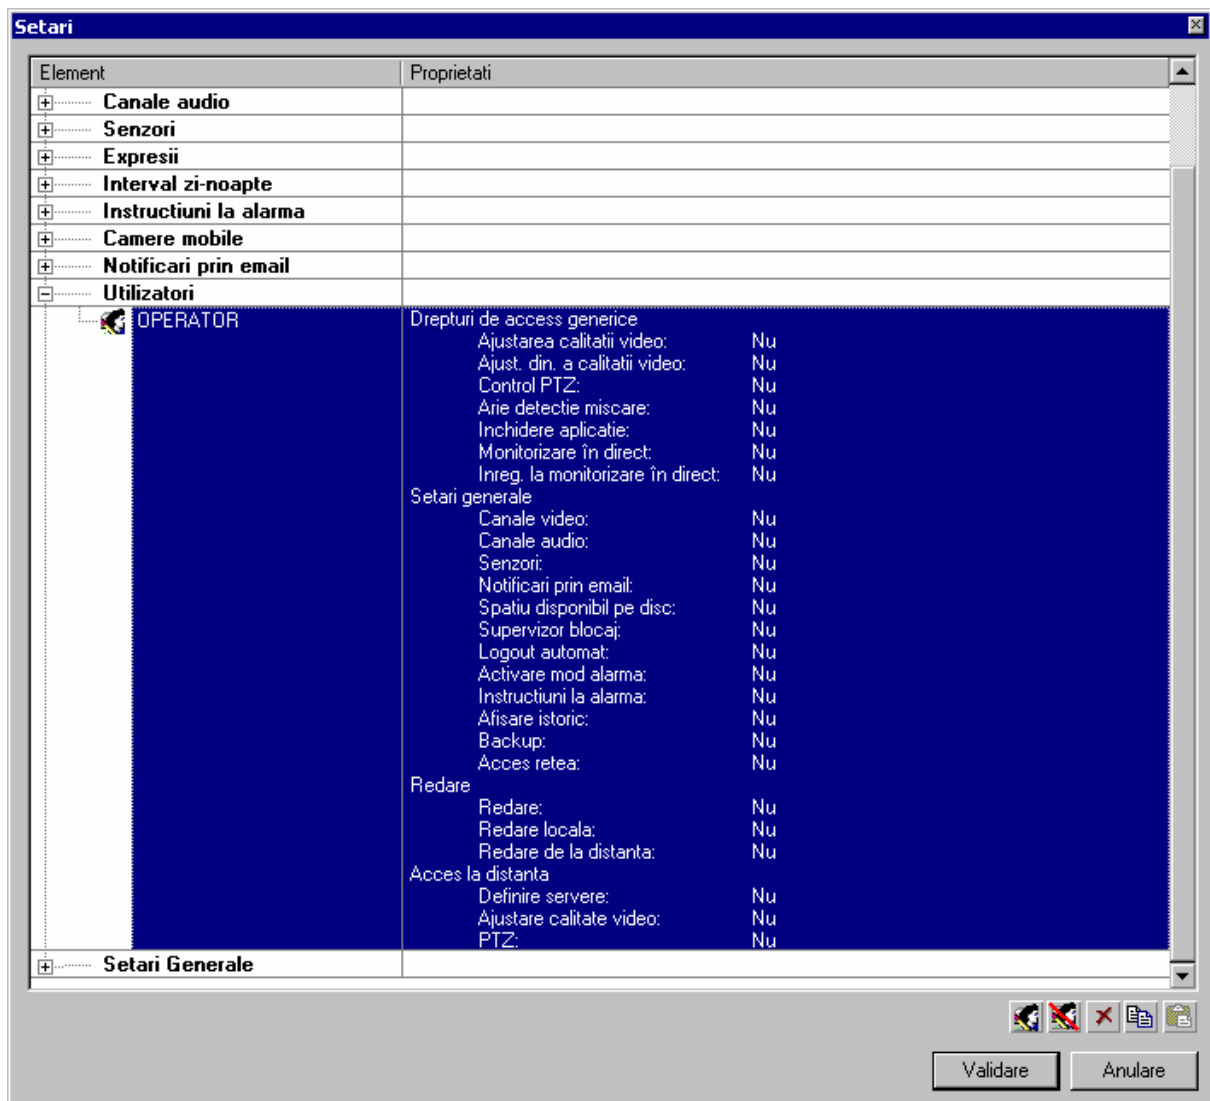 Setari
Element Proprietati
Canale audio
Senzori
Expresii
Interval zi-noapte
Instructiuni la alarma
Camere mobile
Notificari prin email
Utilizatori
OPERATOR Drepturi de access generice
Ajustarea calitatii video: Nu
Ajust. din. a calitatii video: Nu
Control PTZ: Nu
Arie detectie miscare: Nu
Inchidere aplicatie: Nu
Monitorizare în direct: Nu
Inreg. la monitorizare în direct: Nu
Setari generale
Canale video: Nu
Canale audio: Nu
Senzori: Nu
Notificari prin email: Nu
Spatiu disponibil pe disc: Nu
Supervizor blocaj: Nu
Logout automat: Nu
Activare mod alarma: Nu
Instructiuni la alarma: Nu
Afisare istoric: Nu
Backup: Nu
Acces retea: Nu
Redare
Redare: Nu
Redare locala: Nu
Redare de la distanta: Nu
Acces la distanta
Definire servere: Nu
Ajustare calitate video: Nu
PTZ: Nu
Setari Generale
Validare Anulare